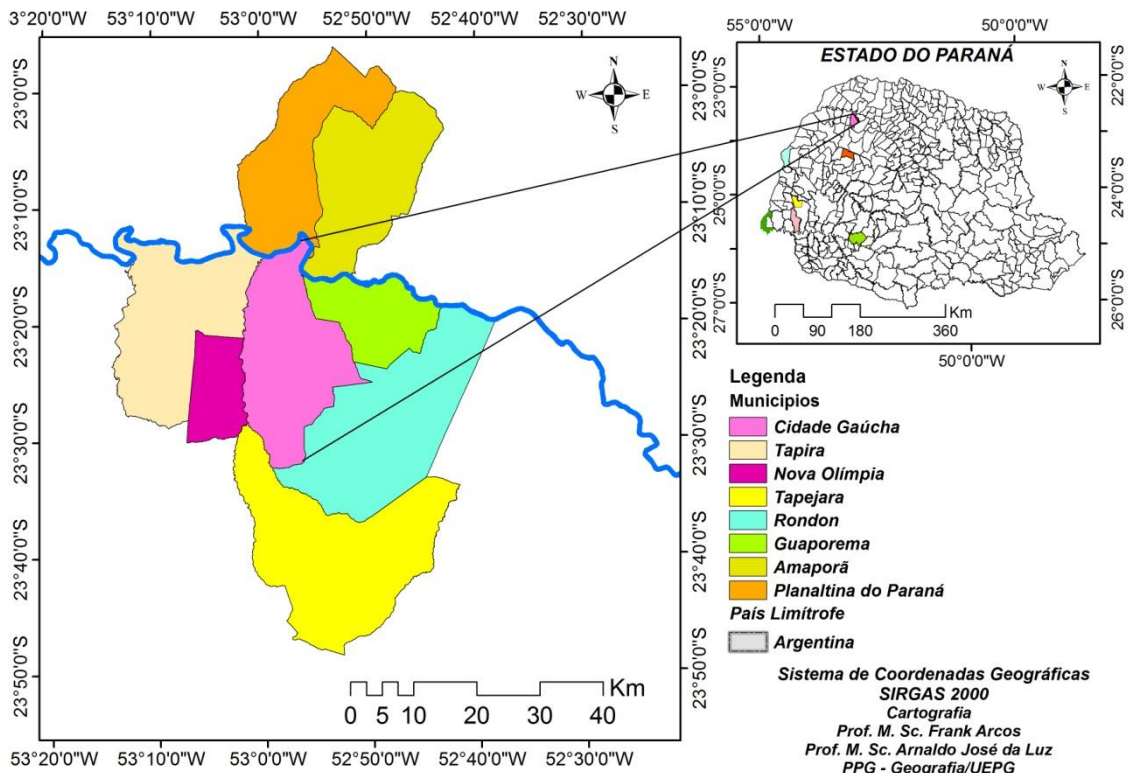 3°20'0"W 53°10'0"W 53°0'0"W 52°50'0"W 52°40'0"W 52°30'0"W
N
W E
S
23°0'0"S
23°10'0"S
23°20'0"S
23°30'0"S
23°40'0"S
23°50'0"S
23°0'0"S
23°10'0"S
23°20'0"S
23°30'0"S
23°40'0"S
23°50'0"S
Km
0 5 10 20 30 40
53°20'0"W 53°10'0"W 53°0'0"W 52°50'0"W 52°40'0"W 52°30'0"W
55°0'0"W 50°0'0"W
ESTADO DO PARANÁ
N
W E
S
23°0'0"S
25°0'0"S
27°0'0"S
22°0'0"S
24°0'0"S
26°0'0"S
Km
0 90 180 360
50°0'0"W
Legenda
Municipios
Cidade Gaúcha
Tapira
Nova Olímpia
Tapejara
Rondon
Guaporema
Amaporã
Planaltina do Paraná
País Limítrofe
Argentina
Sistema de Coordenadas Geográficas
SIRGAS 2000
Cartografia
Prof. M. Sc. Frank Arcos
Prof. M. Sc. Arnaldo José da Luz
PPG - Geografia/UEPG